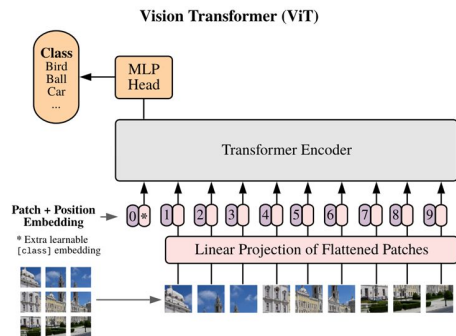 Vision Transformer (ViT)
Class
Bird
Ball
Car
...
MLP
Head
Transformer Encoder
Patch + Position
Embedding
* Extra learnable
[class] embedding
0 * 1 2 3 4 5 6 7 8 9
Linear Projection of Flattened Patches